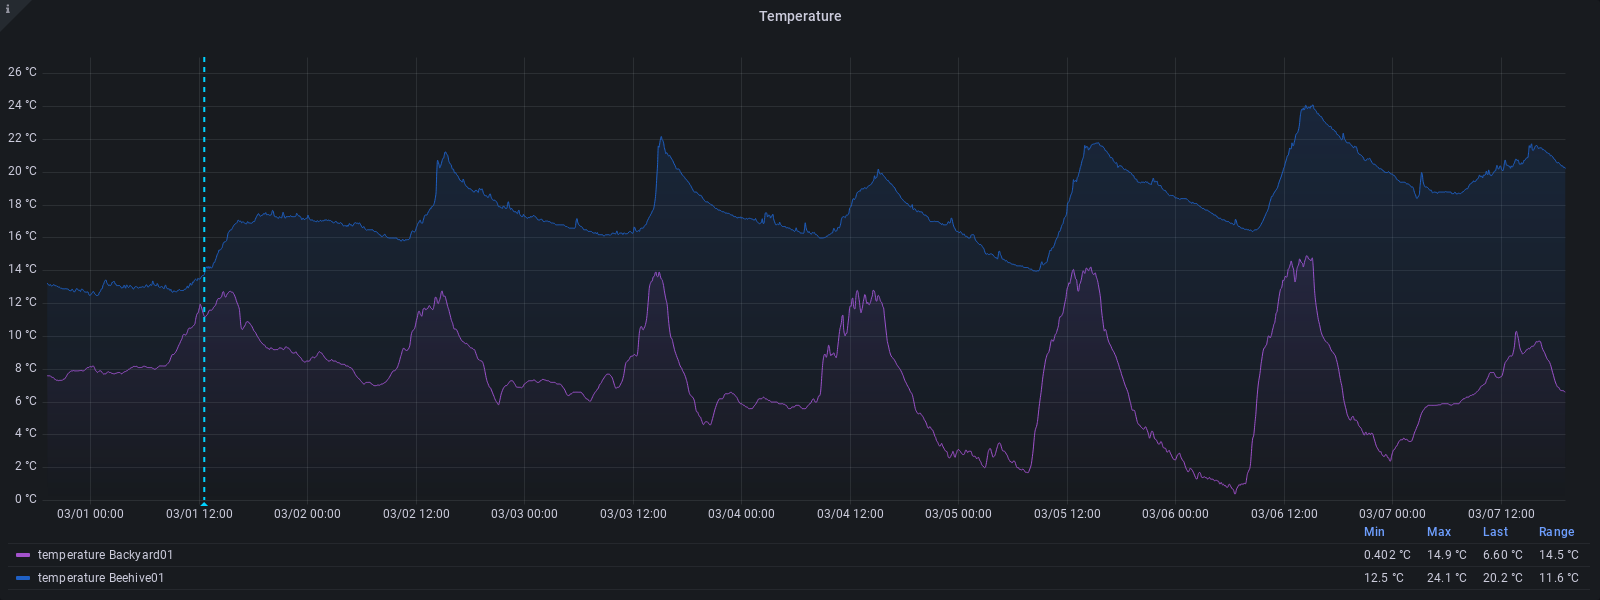 i
Temperature
26 °C
24 °C
22 °C
20 °C
18 °C
16 °C
14 °C
12 °C
10 °C
8 °C
6 °C
4 °C
2 °C
0 °C
03/01 00:00 03/01 12:00 03/02 00:00 03/02 12:00 03/03 00:00 03/03 12:00 03/04 00:00 03/04 12:00 03/05 00:00 03/05 12:00 03/06 00:00 03/06 12:00 03/07 00:00 03/07 12:00
Min Max Last Range
temperature Backyard01 0.402 °C 14.9 °C 6.60 °C 14.5 °C
temperature Beehive01 12.5 °C 24.1 °C 20.2 °C 11.6 °C